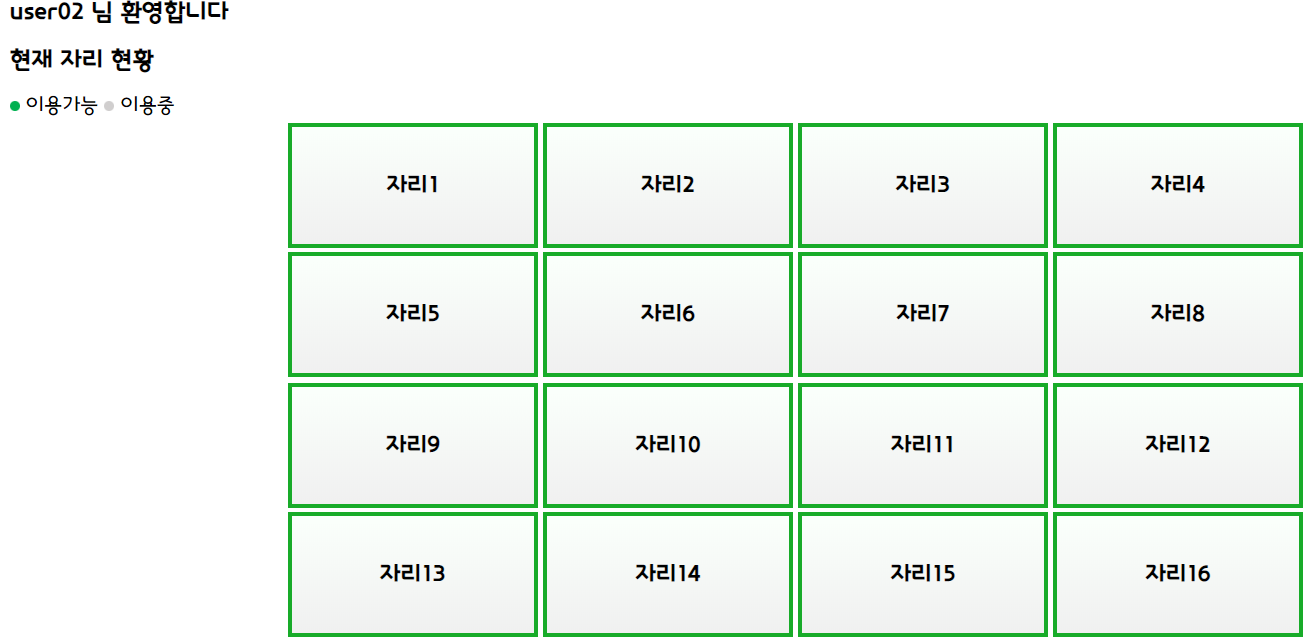 user02 님 환영합니다
현재 자리 현황
이용가능 이용중
자리1 자리2 자리3 자리4
자리5 자리6 자리7 자리8
자리9 자리10 자리11 자리12
자리13 자리14 자리15 자리16